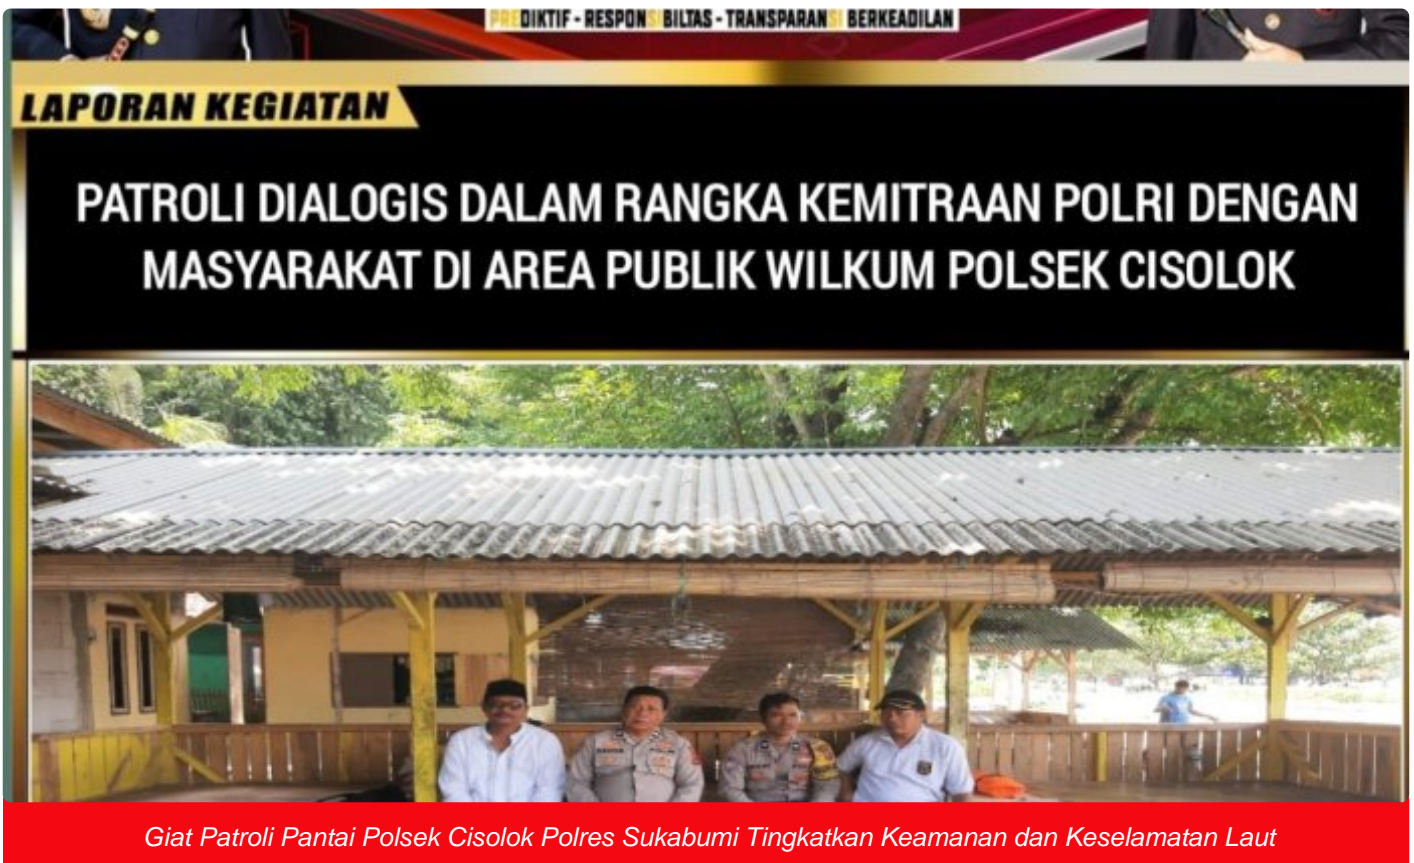 PREDIKTIF - RESPONSIBILTAS - TRANSPARANSI BERKEADILAN
LAPORAN KEGIATAN
PATROLI DIALOGIS DALAM RANGKA KEMITRAAN POLRI DENGAN
MASYARAKAT DI AREA PUBLIK WILKUM POLSEK CISOLOK
POLRI
Giat Patroli Pantai Polsek Cisolok Polres Sukabumi Tingkatkan Keamanan dan Keselamatan Laut